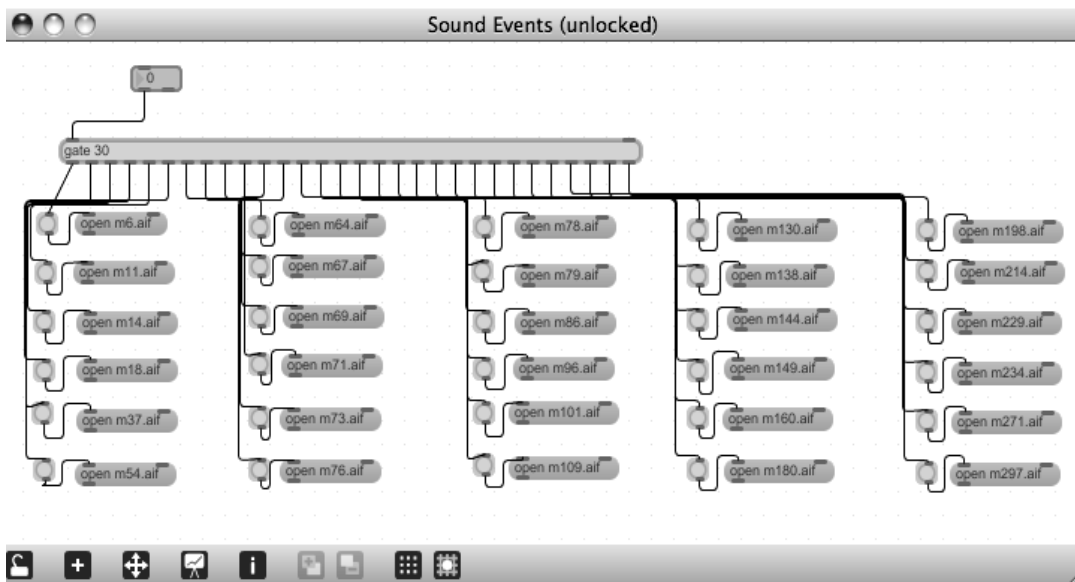 Sound Events (unlocked)
0
gate 30
open m6.aif
open m11.aif
open m14.aif
open m18.aif
open m37.aif
open m54.aif
open m64.aif
open m67.aif
open m69.aif
open m71.aif
open m73.aif
open m76.aif
open m78.aif
open m79.aif
open m86.aif
open m96.aif
open m101.aif
open m109.aif
open m130.aif
open m138.aif
open m144.aif
open m149.aif
open m160.aif
open m180.aif
open m198.aif
open m214.aif
open m229.aif
open m234.aif
open m271.aif
open m297.aif